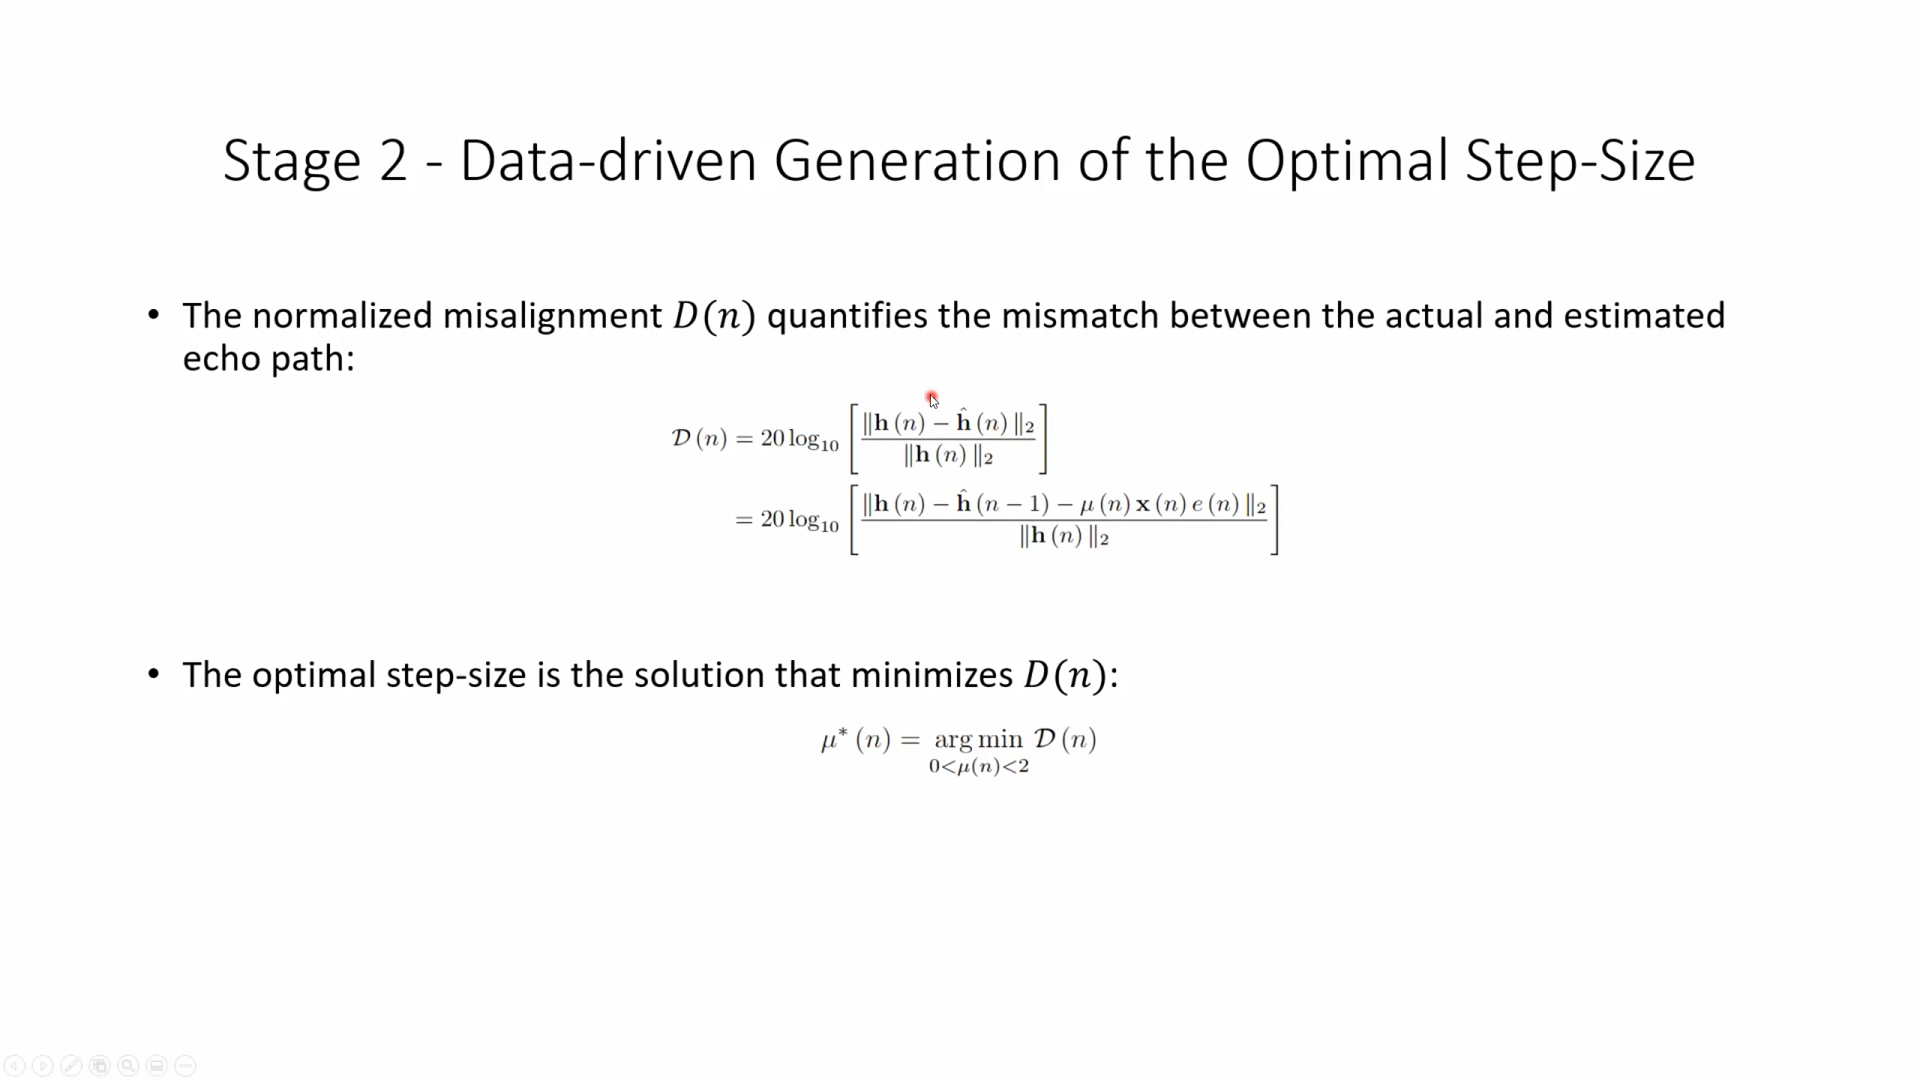 Stage 2 - Data-driven Generation of the Optimal Step-Size
• The normalized misalignment D(n) quantifies the mismatch between the actual and estimated
echo path:
𝒟 (n) = 20 log₁₀ [ ‖𝐡 (n) − 𝐡̂ (n) ‖₂ / ‖𝐡 (n) ‖₂ ]
= 20 log₁₀ [ ‖𝐡 (n) − 𝐡̂ (n − 1) − μ (n) 𝐱 (n) e (n) ‖₂ / ‖𝐡 (n) ‖₂ ]
• The optimal step-size is the solution that minimizes D(n):
μ* (n) = arg min 𝒟 (n)
0<μ(n)<2